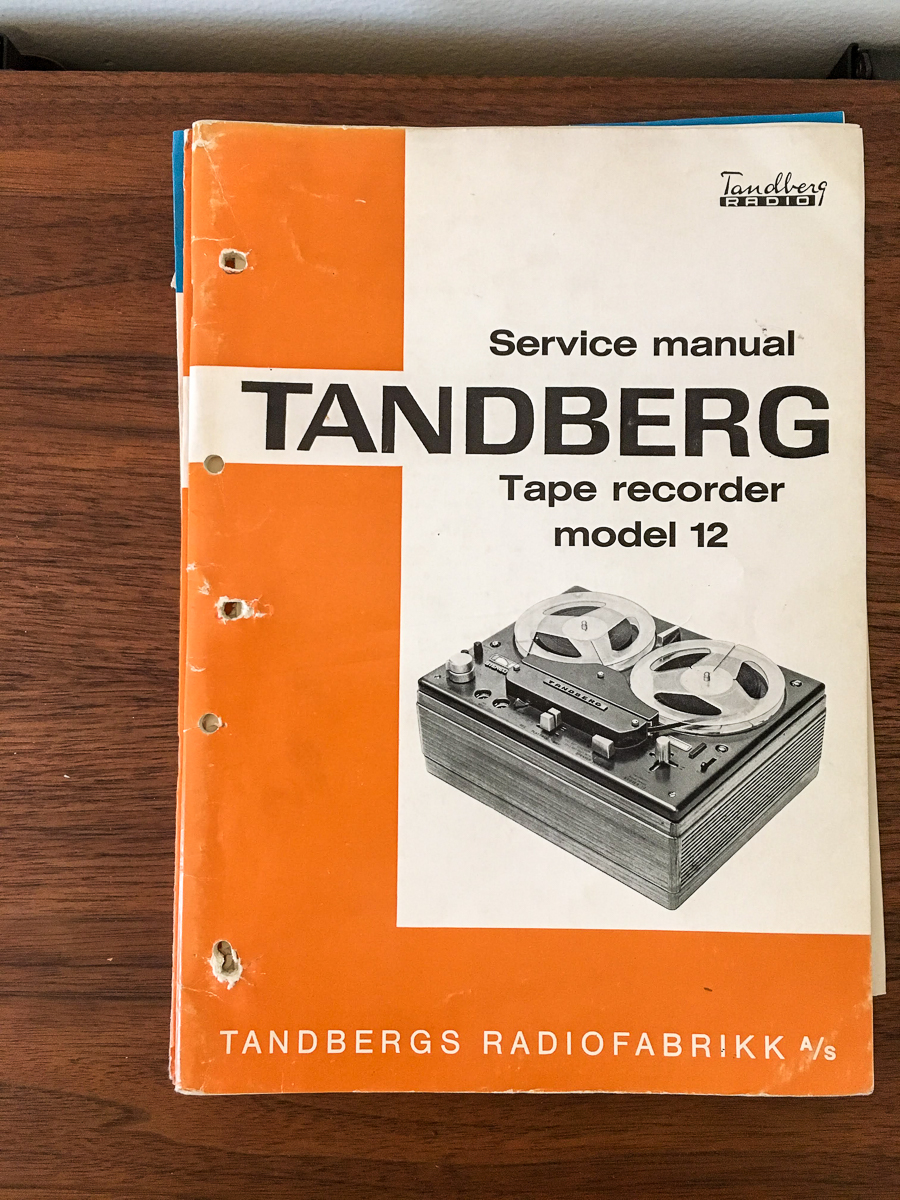 Tandberg
RADIO
Service manual
TANDBERG
Tape recorder
model 12
TANDBERG
TANDBERGS RADIOFABRIKK A/S